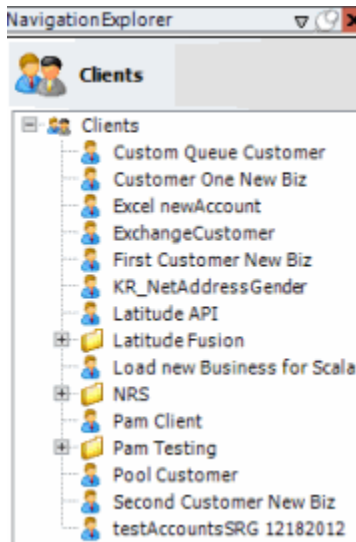 NavigationExplorer
Clients
Clients
Custom Queue Customer
Customer One New Biz
Excel newAccount
ExchangeCustomer
First Customer New Biz
KR_NetAddressGender
Latitude API
Latitude Fusion
Load new Business for Scala
NRS
Pam Client
Pam Testing
Pool Customer
Second Customer New Biz
testAccountsSRG 12182012